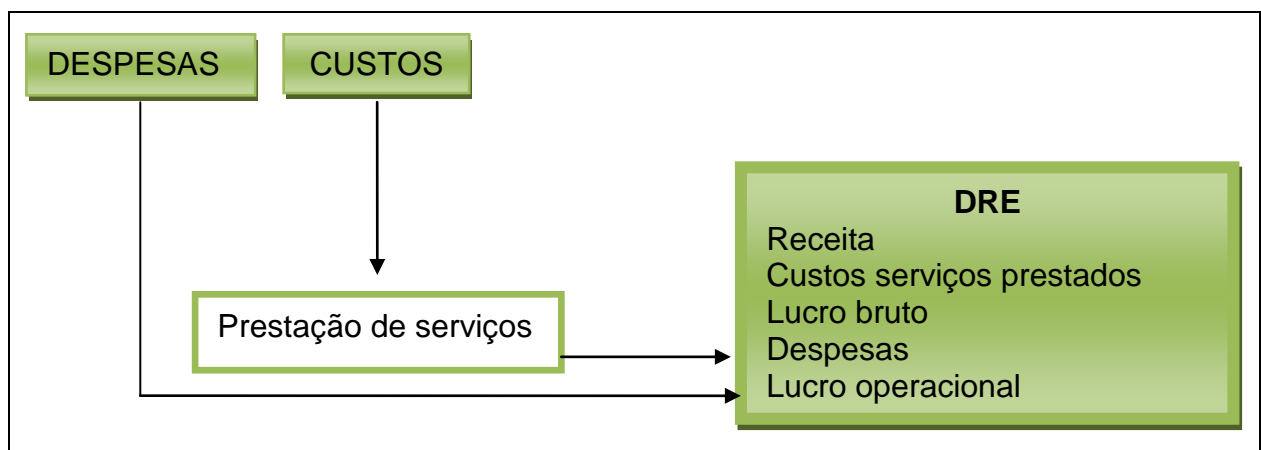 DESPESAS
CUSTOS
Prestação de serviços
DRE
Receita
Custos serviços prestados
Lucro bruto
Despesas
Lucro operacional